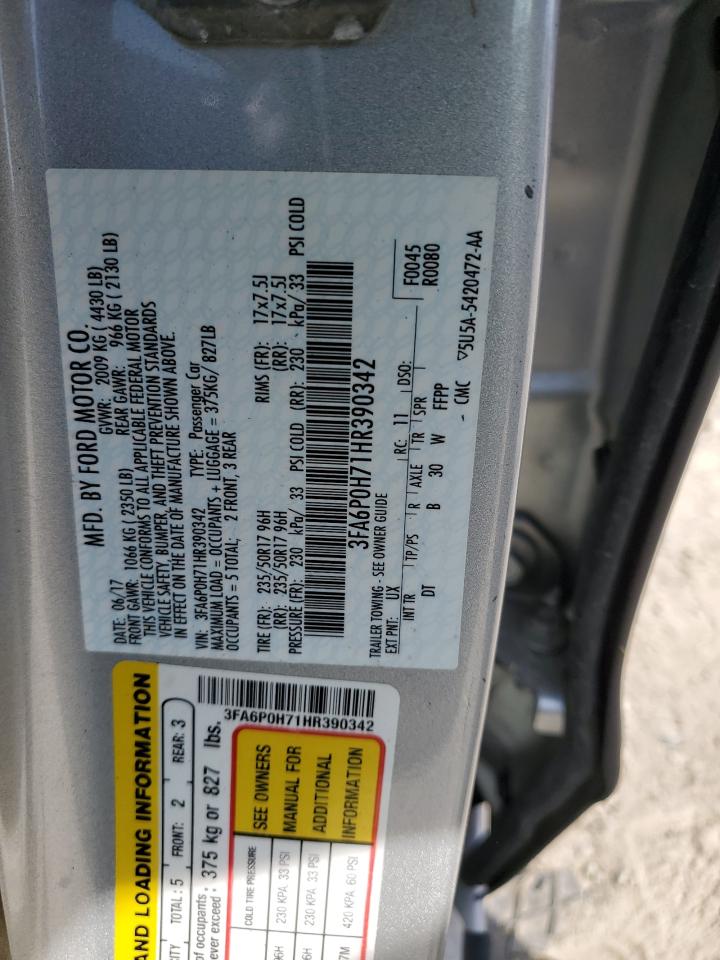 MFD. BY FORD MOTOR CO.
DATE: 06/17 GVWR: 2009 KG ( 4430 LB)
FRONT GAWR: 1066 KG ( 2350 LB) REAR GAWR: 966 KG ( 2130 LB)
THIS VEHICLE CONFORMS TO ALL APPLICABLE FEDERAL MOTOR
VEHICLE SAFETY, BUMPER, AND THEFT PREVENTION STANDARDS
IN EFFECT ON THE DATE OF MANUFACTURE SHOWN ABOVE.
VIN: 3FA6P0H71HR390342 TYPE: Passenger Car
MAXIMUM LOAD = OCCUPANTS + LUGGAGE = 375KG/ 827LB
OCCUPANTS = 5 TOTAL: 2 FRONT, 3 REAR
TIRE (FR): 235/50R17 96H RIMS (FR): 17x7.5J
(RR): 235/50R17 96H (RR): 17x7.5J
PRESSURE (FR): 230 kPa/ 33 PSI COLD (RR): 230 kPa/ 33 PSI COLD
3FA6P0H71HR390342
TRAILER TOWING - SEE OWNER GUIDE
EXT PNT: UX RC: 11 DSO: F0045
INT TR TP/PS R AXLE TR SPR R0080
DT B 30 W FFPP
- CMC ▽5U5A-5420472-AA
AND LOADING INFORMATION
TOTAL: 5 FRONT: 2 REAR: 3
of occupants
ever exceed : 375 kg or 827 lbs.
3FA6P0H71HR390342
COLD TIRE PRESSURE
230 KPA, 33 PSI
230 KPA, 33 PSI
420 KPA, 60 PSI
SEE OWNERS
MANUAL FOR
ADDITIONAL
INFORMATION